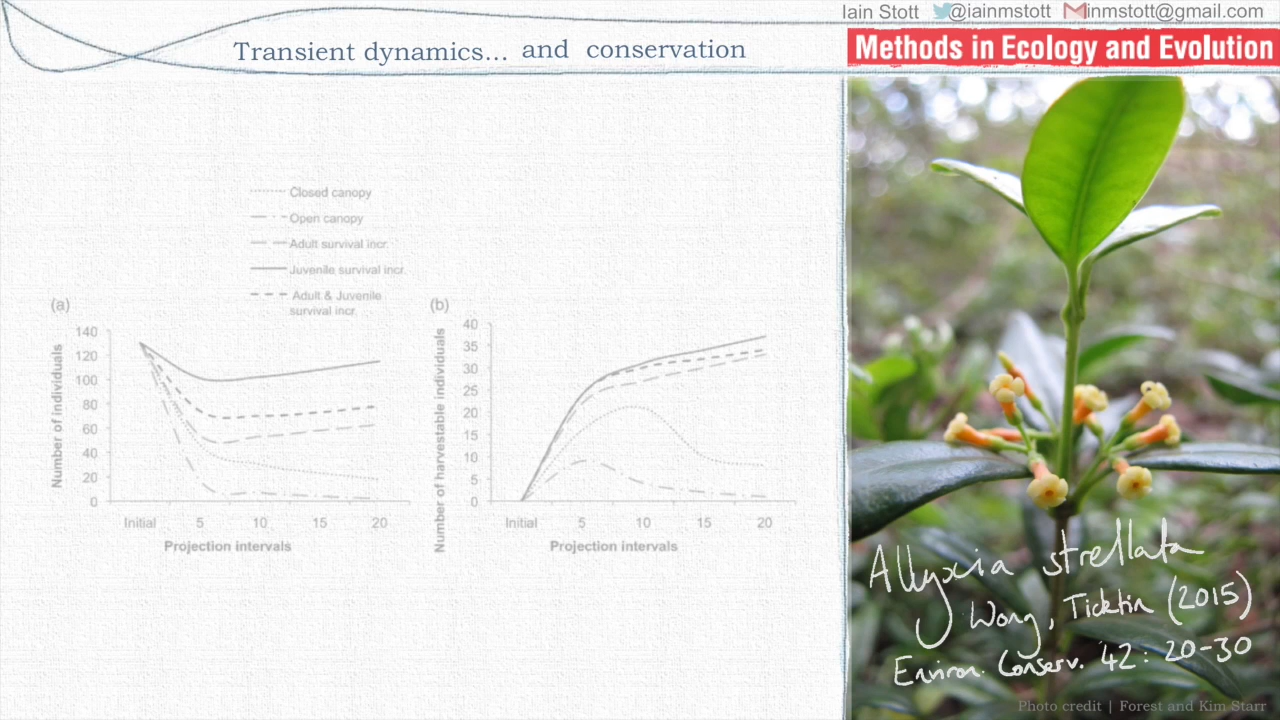 Iain Stott @iainmstott inmstott@gmail.com
Transient dynamics... and conservation
Methods in Ecology and Evolution
Closed canopy
Open canopy
Adult survival incr.
Juvenile survival incr.
Adult & Juvenile
survival incr.
(a)
Number of individuals
140
120
100
80
60
40
20
0
Initial 5 10 15 20
Projection intervals
(b)
Number of harvestable individuals
40
35
30
25
20
15
10
5
0
Initial 5 10 15 20
Projection intervals
Allyxia strellata
Wong, Ticktin (2015)
Environ. Conserv. 42: 20-30
Photo credit | Forest and Kim Starr